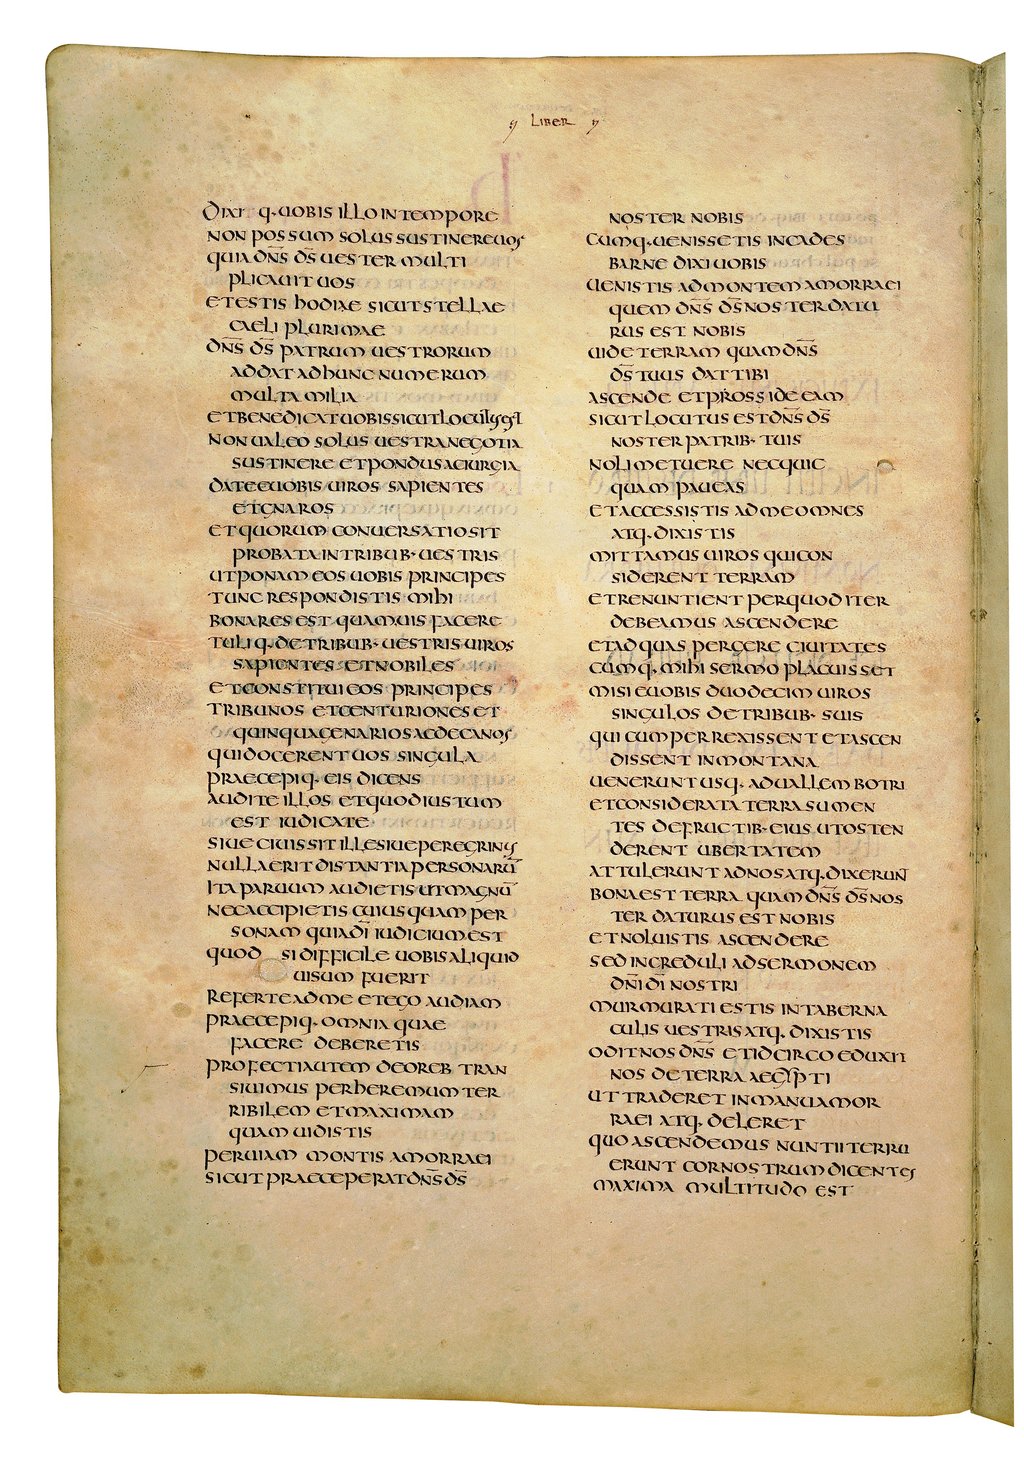 LIBER
DIXI Q· UOBIS ILLO IN TEMPORE
NON POSSUM SOLUS SUSTINERE UOS
QUIA DNS DS UESTER MULTI
PLICAUIT UOS
ET ESTIS HODIAE SICUT STELLAE
CAELI PLURIMAE
DNS DS PATRUM UESTRORUM
ADDAT AD HUNC NUMERUM
MULTA MILIA
ET BENEDICAT UOBIS SICUT LOCUTUS EST
NON UALEO SOLUS UESTRA NEGOTIA
SUSTINERE ET PONDUS AC IURGIA
DATE EUOBIS UIROS SAPIENTES
ET GNAROS
ET QUORUM CONUERSATIO SIT
PROBATA IN TRIBUB· UESTRIS
UT PONAM EOS UOBIS PRINCIPES
TUNC RESPONDISTIS MIHI
BONA RES EST QUAM UIS FACERE
TULI Q· DE TRIBUB· UESTRIS UIROS
SAPIENTES ET NOBILES
ET CONSTITUI EOS PRINCIPES
TRIBUNOS ET CENTURIONES ET
QUINQUAGENARIOS AC DECANOS
QUI DOCERENT UOS SINGULA
PRAECEPI Q· EIS DICENS
AUDITE ILLOS ET QUOD IUSTUM
EST IUDICATE
SIUE CIUIS SIT ILLE SIUE PEREGRINUS
NULLA ERIT DISTANTIA PERSONARŪ
ITA PARUUM AUDIETIS UT MAGNŪ
NEC ACCIPIETIS CUIUSQUAM PER
SONAM QUIA DI IUDICIUM EST
QUOD SI DIFFICILE UOBIS ALIQUID
UISUM FUERIT
REFERTE AD ME ET EGO AUDIAM
PRAECEPI Q· OMNIA QUAE
FACERE DEBERETIS
PROFECTI AUTEM DE OREB TRAN
SIUIMUS PER HEREMUM TER
RIBILEM ET MAXIMAM
QUAM UIDISTIS
PER UIAM MONTIS AMORRAEI
SICUT PRAECEPERAT DNS DS
NOSTER NOBIS
CUMQ· UENISSETIS IN CADES
BARNE DIXI UOBIS
UENISTIS AD MONTEM AMORRAEI
QUEM DNS DS NOSTER DATU
RUS EST NOBIS
UIDE TERRAM QUAM DNS
DS TUUS DAT TIBI
ASCENDE ET POSSIDE EAM
SICUT LOCUTUS EST DNS DS
NOSTER PATRIB· TUIS
NOLI METUERE NEC QUIC
QUAM PAUEAS
ET ACCESSISTIS AD ME OMNES
ATQ· DIXISTIS
MITTAMUS UIROS QUI CON
SIDERENT TERRAM
ET RENUNTIENT PER QUOD ITER
DEBEAMUS ASCENDERE
ET AD QUAS PERGERE CIUITATES
CUMQ· MIHI SERMO PLACUISSET
MISI EUOBIS DUODECIM UIROS
SINGULOS DE TRIBUB· SUIS
QUI CUM PERREXISSENT ET ASCEN
DISSENT IN MONTANA
UENERUNT USQ· AD UALLEM BOTRI
ET CONSIDERATA TERRA SUMEN
TES DE FRUCTIB· EIUS UT OSTEN
DERENT UBERTATEM
ATTULERUNT AD NOS ATQ· DIXERUNT
BONA EST TERRA QUAM DNS DS NOS
TER DATURUS EST NOBIS
ET NOLUISTIS ASCENDERE
SED INCREDULI AD SERMONEM
DNI DI NOSTRI
MURMURATI ESTIS IN TABERNA
CULIS UESTRIS ATQ· DIXISTIS
ODIT NOS DNS ET IDCIRCO EDUXIT
NOS DE TERRA AEGYPTI
UT TRADERET IN MANU AMOR
RAEI ATQ· DELERET
QUO ASCENDEMUS NUNTII TERRU
ERUNT COR NOSTRUM DICENTES
MAXIMA MULTITUDO EST